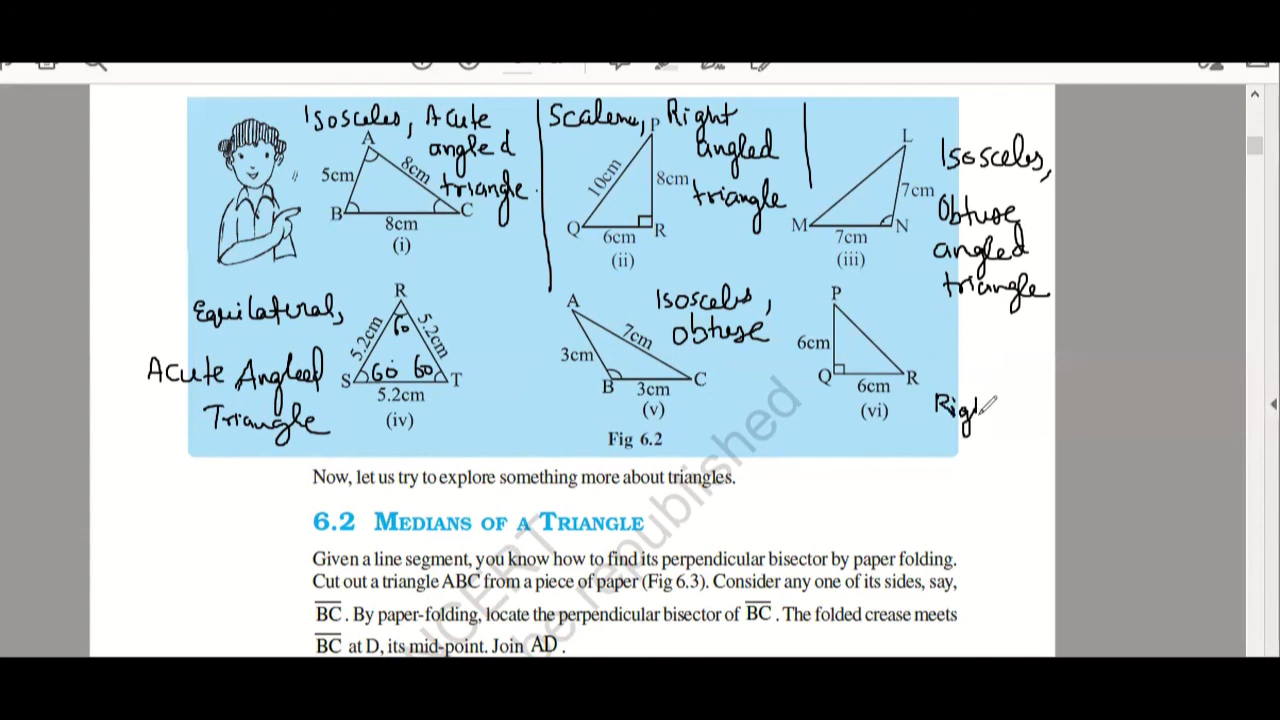 Isosceles, Acute
angled
triangle.
A
5cm
8cm
B
C
8cm
(i)
Scalene, Right
angled
triangle
P
10cm
8cm
Q
6cm
R
(ii)
Isosceles,
Obtuse
angled
triangle
L
7cm
M
7cm
N
(iii)
Equilateral,
Acute Angled
Triangle
R
60
5.2cm
5.2cm
S
60
60
T
5.2cm
(iv)
Isosceles,
obtuse
A
7cm
3cm
B
3cm
C
(v)
P
6cm
Q
6cm
R
(vi)
Righ
Fig 6.2
Now, let us try to explore something more about triangles.
6.2 MEDIANS OF A TRIANGLE
Given a line segment, you know how to find its perpendicular bisector by paper folding.
Cut out a triangle ABC from a piece of paper (Fig 6.3). Consider any one of its sides, say,
BC. By paper-folding, locate the perpendicular bisector of BC. The folded crease meets
BC at D, its mid-point. Join AD.
NCERT
be republished